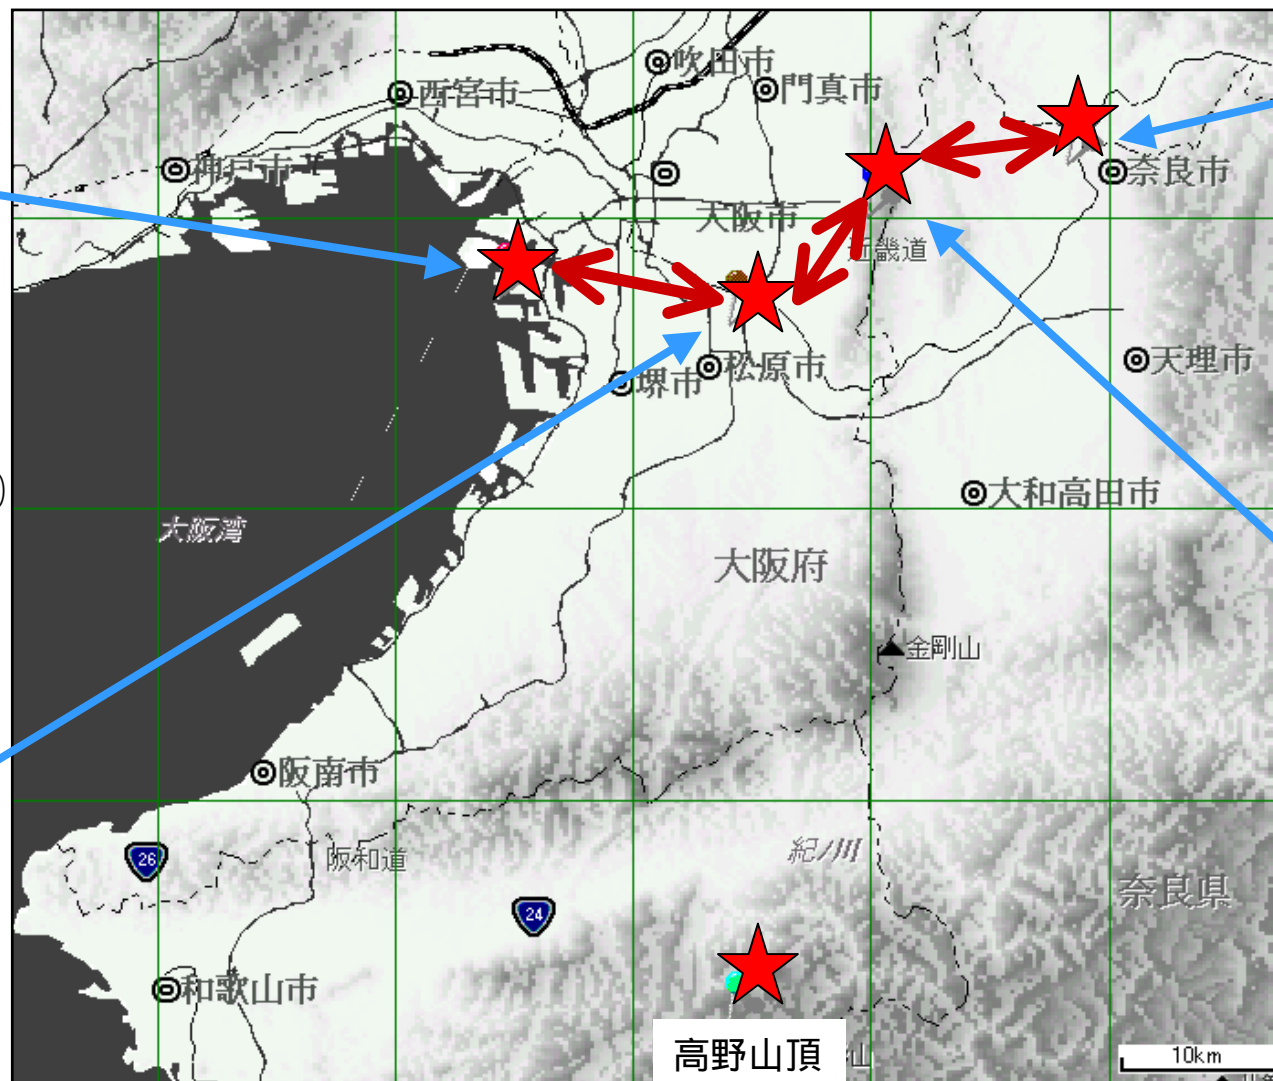 吹田市
西宮市
門真市
神戸市
奈良市
大阪市
近畿道
松原市
堺市
天理市
)
大和高田市
大阪湾
大阪府
金剛山
阪南市
紀ノ川
26
阪和道
奈良県
24
和歌山市
高野山頂
山
10km